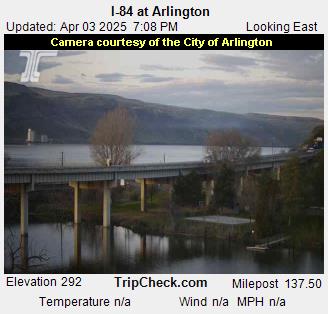 I-84 at Arlington
Updated: Apr 03 2025 7:08 PM Looking East
Camera courtesy of the City of Arlington
Elevation 292 TripCheck.com Milepost 137.50
Temperature n/a Wind n/a MPH n/a